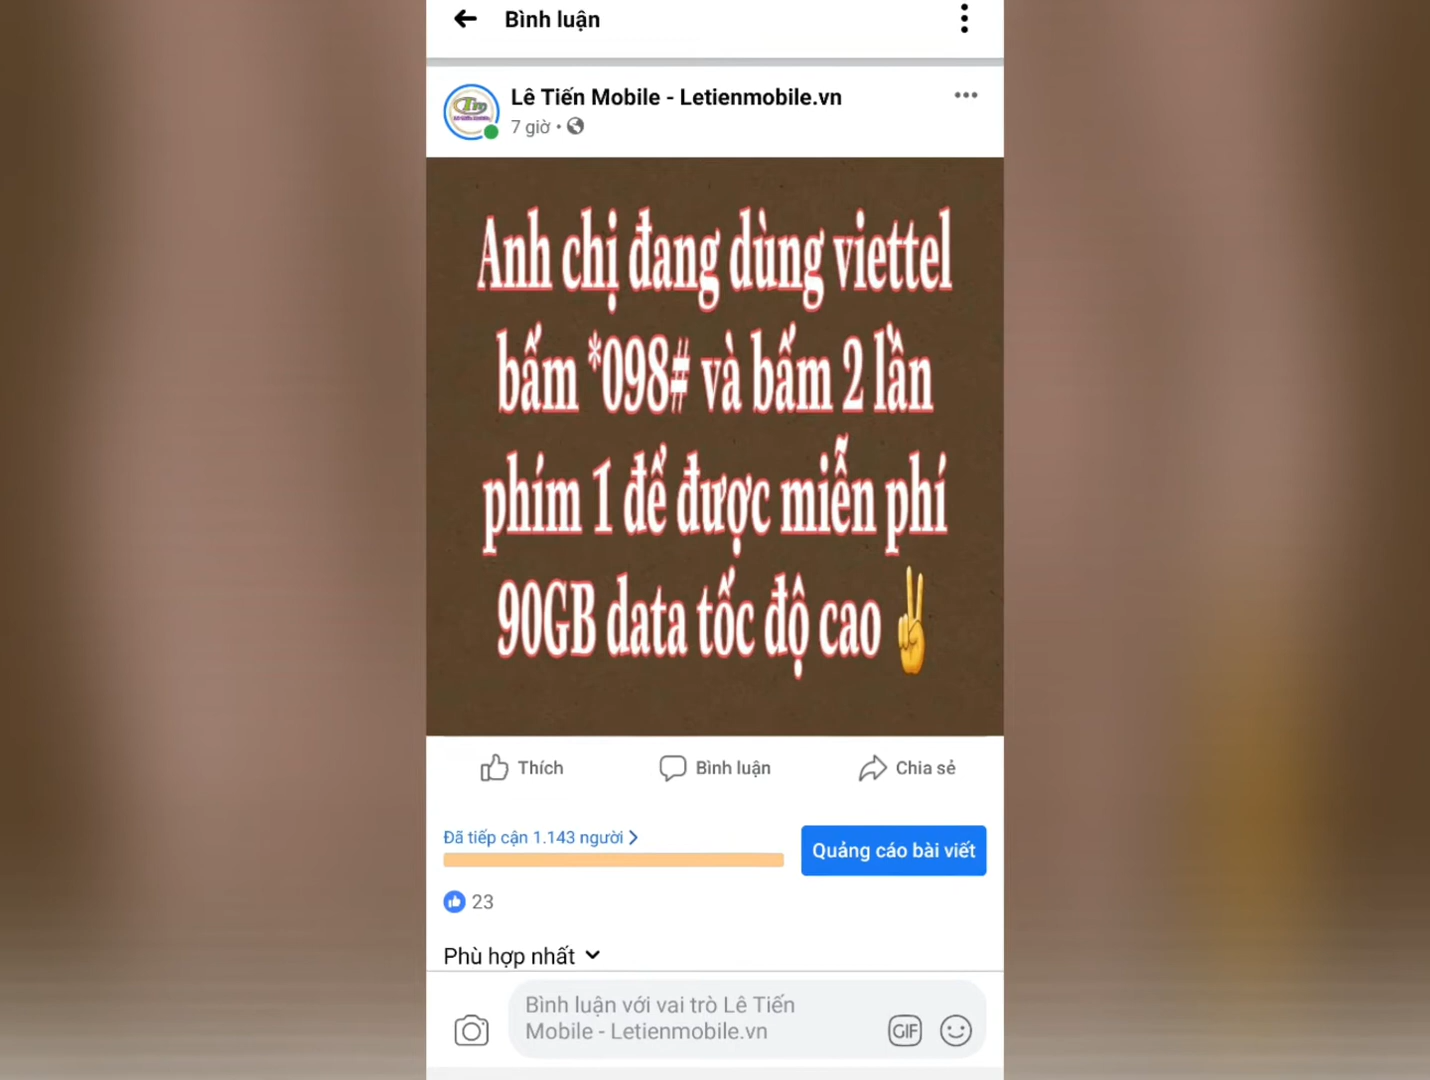 Bình luận
Lê Tiến Mobile - Letienmobile.vn
7 giờ
Anh chị đang dùng viettel
bấm *098# và bấm 2 lần
phím 1 để được miễn phí
90GB data tốc độ cao ✌
Thích
Bình luận
Chia sẻ
Đã tiếp cận 1.143 người
Quảng cáo bài viết
23
Phù hợp nhất
Bình luận với vai trò Lê Tiến
Mobile - Letienmobile.vn
GIF